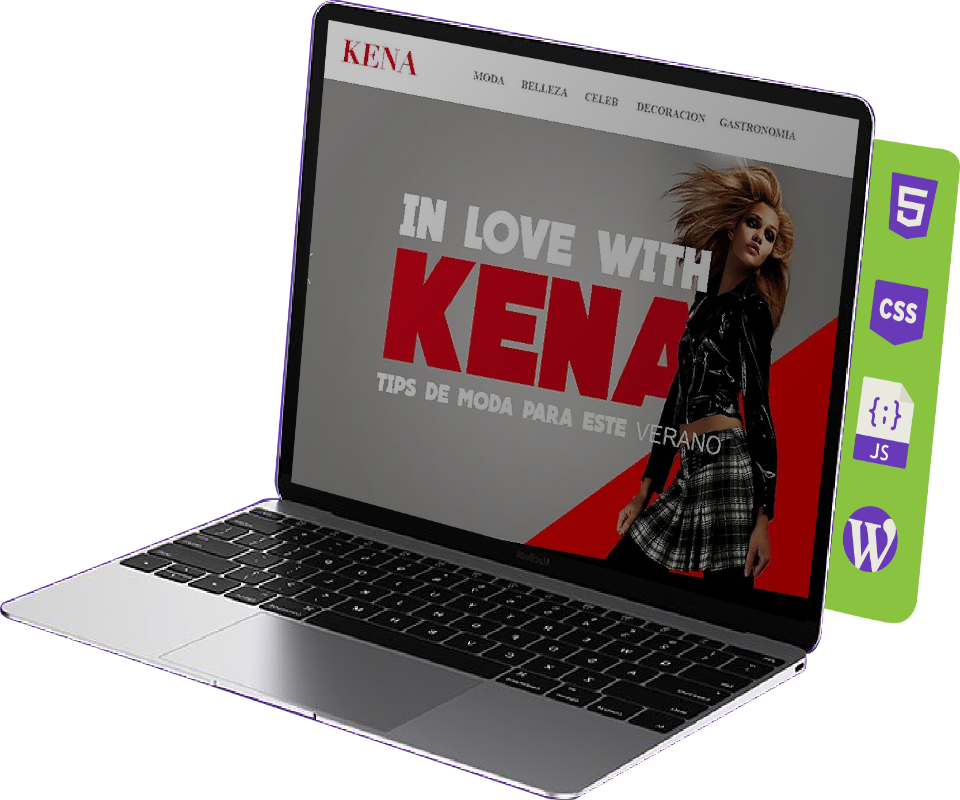 KENA
MODA BELLEZA CELEB DECORACION GASTRONOMIA
IN LOVE WITH
KENA
TIPS DE MODA PARA ESTE VERANO
5
CSS
{;}
JS
W